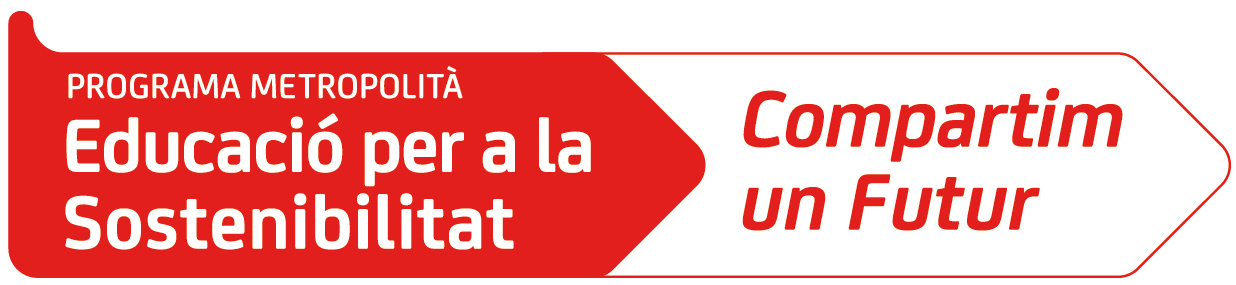 PROGRAMA METROPOLITÀ
Educació per a la
Sostenibilitat
Compartim
un Futur